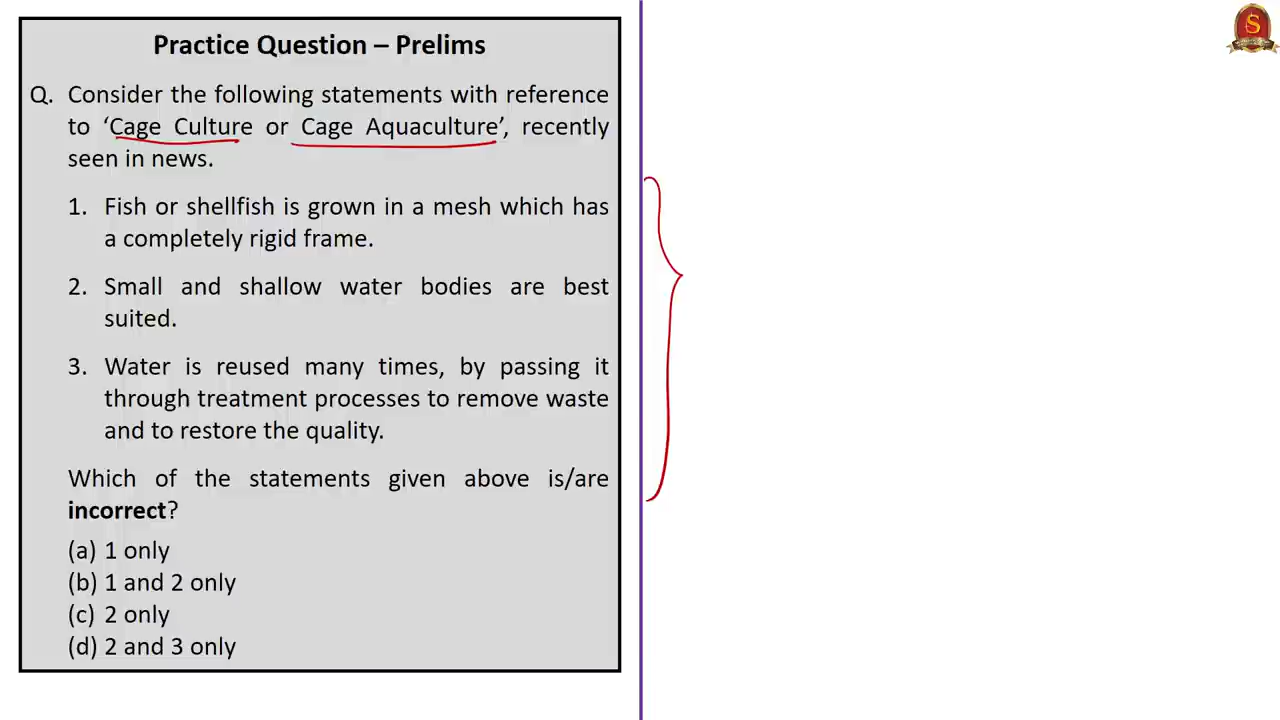 Practice Question – Prelims
Q. Consider the following statements with reference
to ‘Cage Culture or Cage Aquaculture’, recently
seen in news.
1. Fish or shellfish is grown in a mesh which has
a completely rigid frame.
2. Small and shallow water bodies are best
suited.
3. Water is reused many times, by passing it
through treatment processes to remove waste
and to restore the quality.
Which of the statements given above is/are
incorrect?
(a) 1 only
(b) 1 and 2 only
(c) 2 only
(d) 2 and 3 only
S